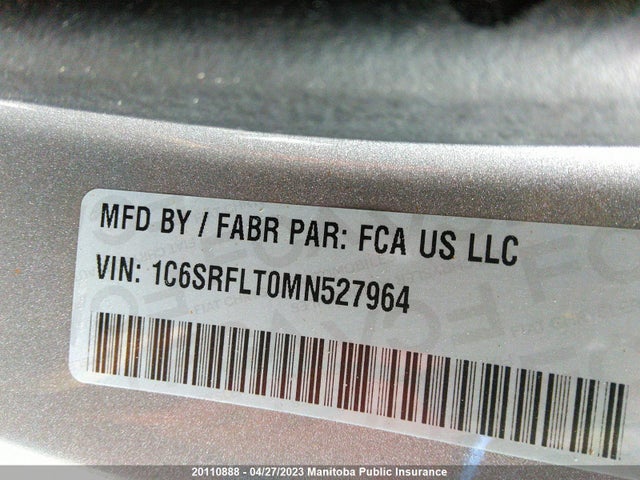 MFD BY / FABR PAR: FCA US LLC
VIN: 1C6SRFLT0MN527964
20110888 - 04/27/2023 Manitoba Public Insurance